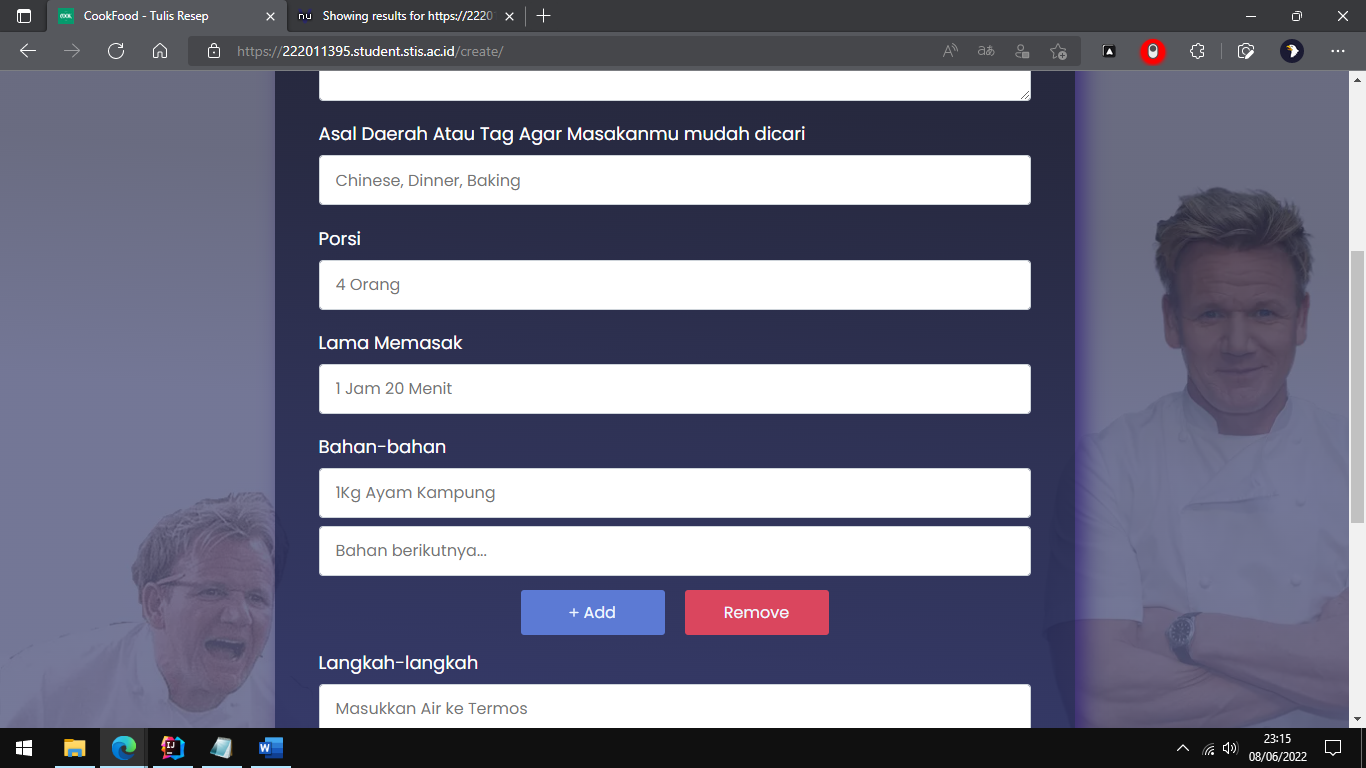 COOK
CookFood - Tulis Resep
nu
Showing results for https://2220
https://222011395.student.stis.ac.id/create/
Asal Daerah Atau Tag Agar Masakanmu mudah dicari
Chinese, Dinner, Baking
Porsi
4 Orang
Lama Memasak
1 Jam 20 Menit
Bahan-bahan
1Kg Ayam Kampung
Bahan berikutnya...
+ Add
Remove
Langkah-langkah
Masukkan Air ke Termos
23:15
08/06/2022